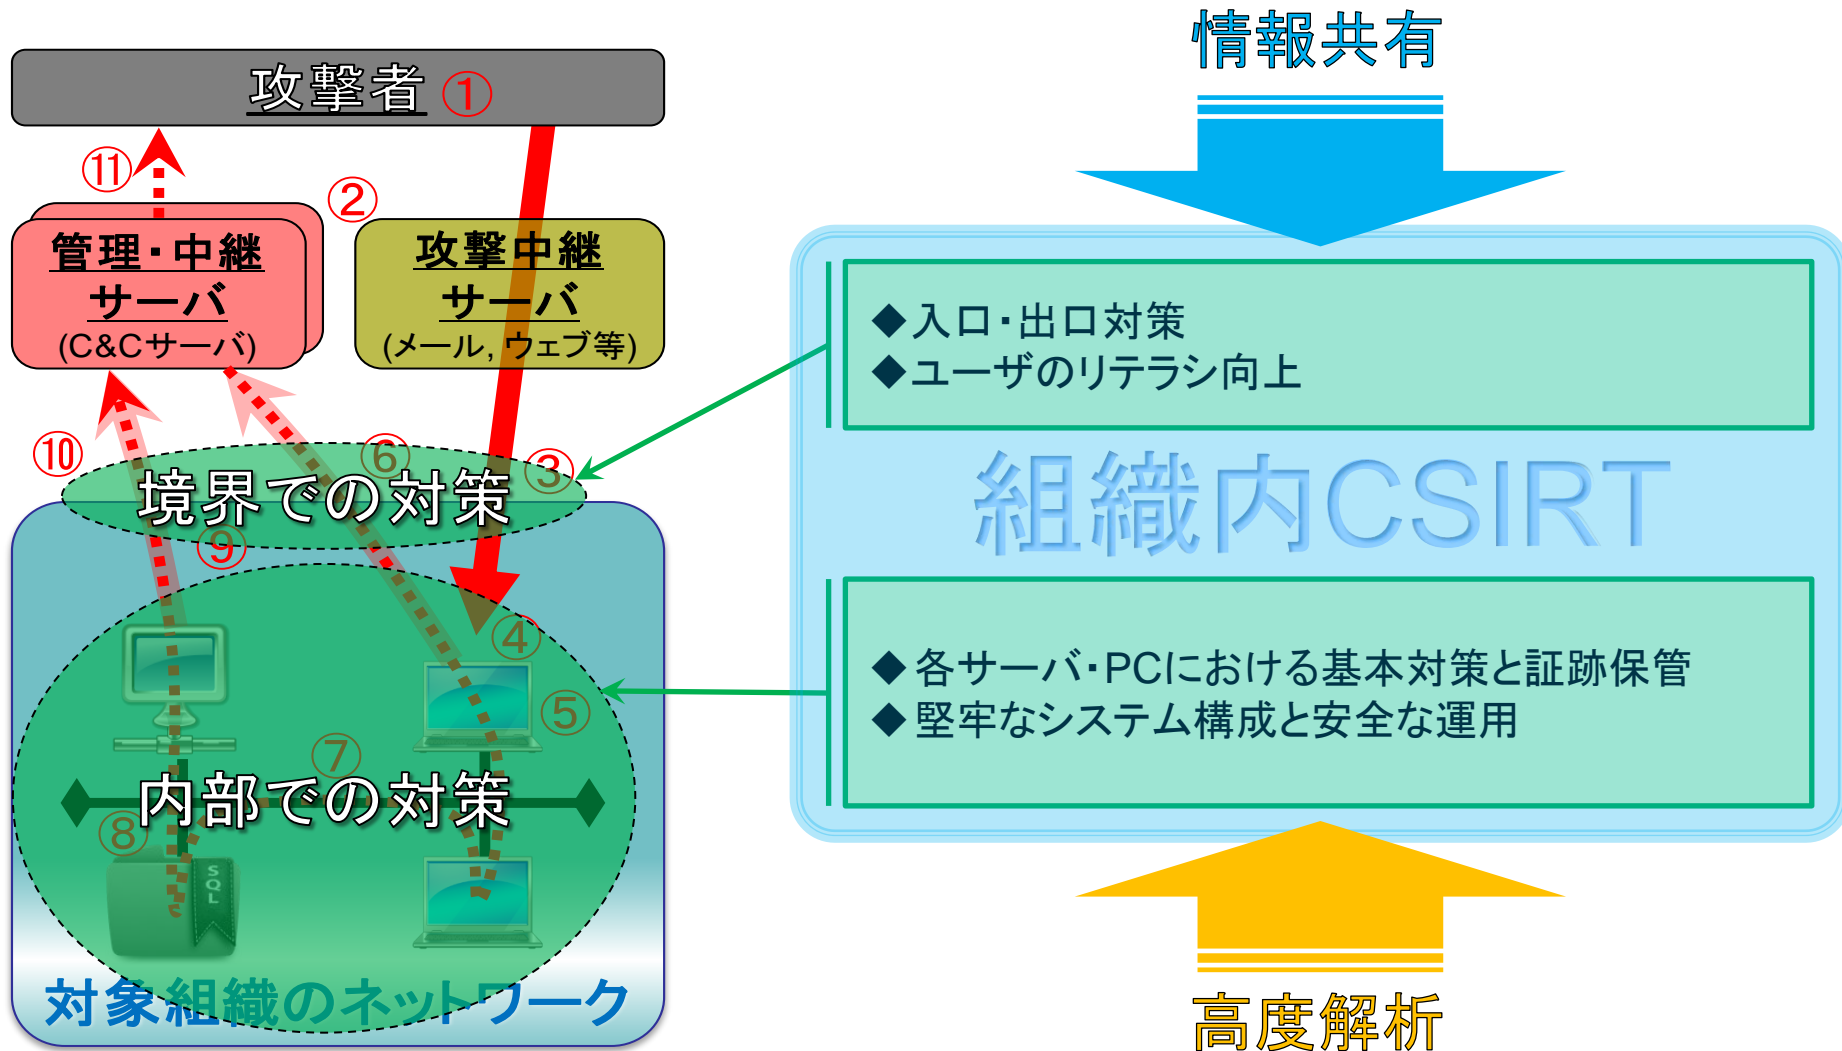 攻撃者 ①
⑪
②
管理・中継
サーバ
(C&Cサーバ)
攻撃中継
サーバ
(メール, ウェブ等)
⑩
⑥
③
境界での対策
⑨
④
⑤
⑦
内部での対策
⑧
SQL
対象組織のネットワーク
情報共有
◆入口・出口対策
◆ユーザのリテラシ向上
組織内CSIRT
◆各サーバ・PCにおける基本対策と証跡保管
◆堅牢なシステム構成と安全な運用
高度解析